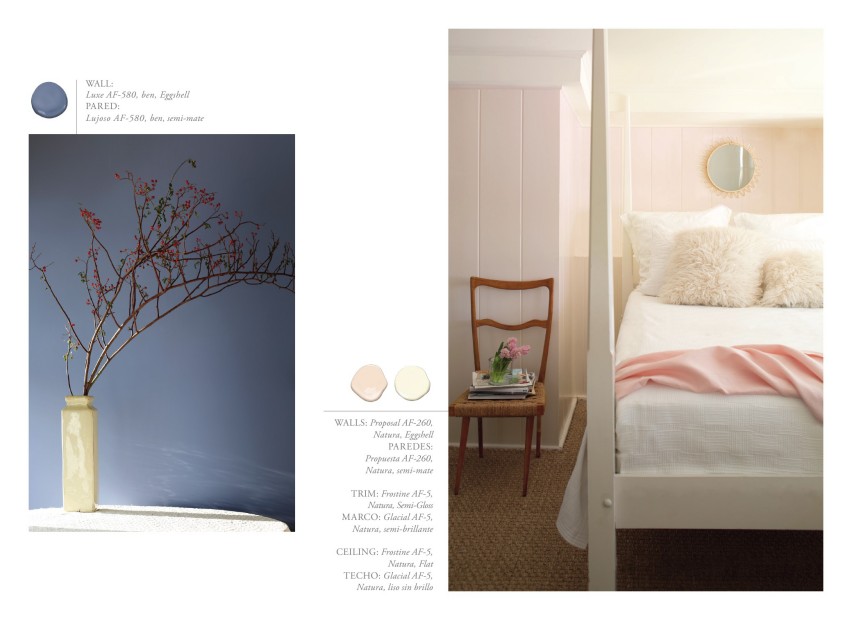 WALL:
Luxe AF-580, ben, Eggshell
PARED:
Lujoso AF-580, ben, semi-mate
WALLS: Proposal AF-260,
Natura, Eggshell
PAREDES:
Propuesta AF-260,
Natura, semi-mate
TRIM: Frostine AF-5,
Natura, Semi-Gloss
MARCO: Glacial AF-5,
Natura, semi-brillante
CEILING: Frostine AF-5,
Natura, Flat
TECHO: Glacial AF-5,
Natura, liso sin brillo